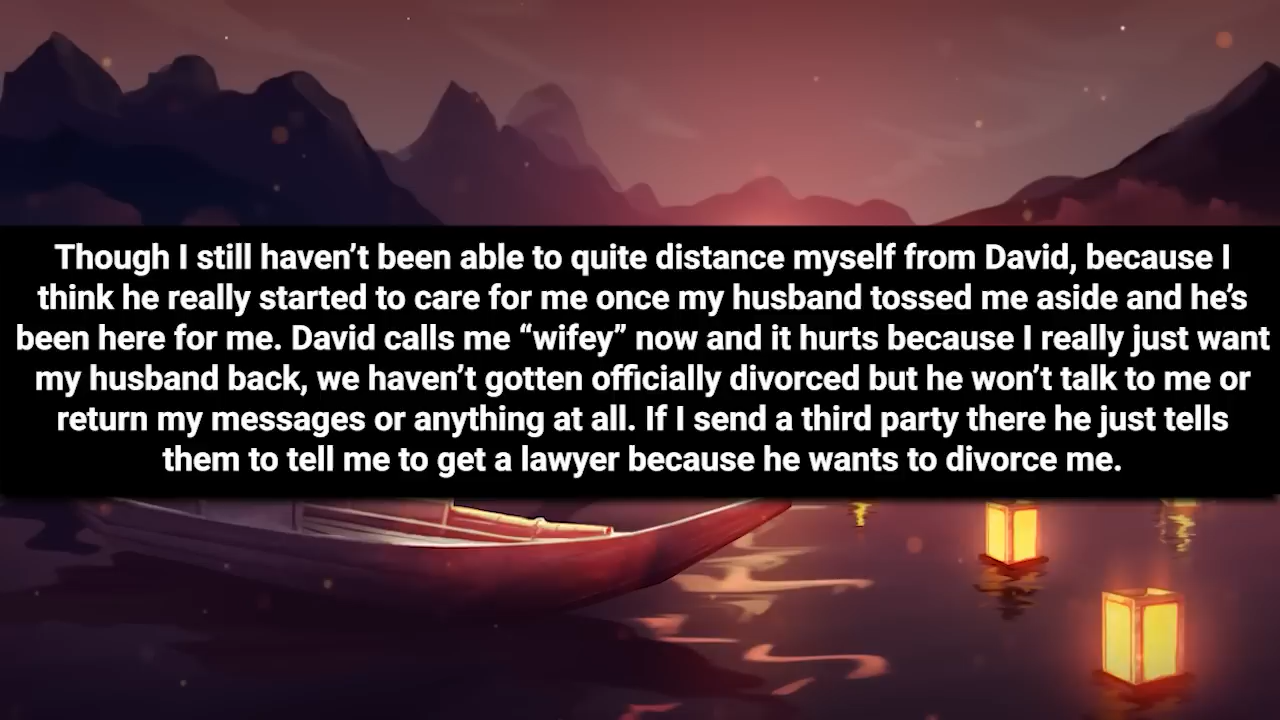 Though I still haven’t been able to quite distance myself from David, because I
think he really started to care for me once my husband tossed me aside and he’s
been here for me. David calls me “wifey” now and it hurts because I really just want
my husband back, we haven’t gotten officially divorced but he won’t talk to me or
return my messages or anything at all. If I send a third party there he just tells
them to tell me to get a lawyer because he wants to divorce me.